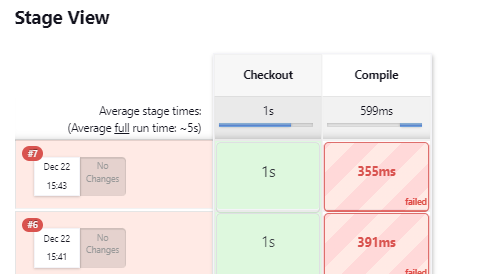 Stage View
Checkout
Compile
Average stage times:
(Average full run time: ~5s)
1s
599ms
#7
Dec 22
15:43
No
Changes
1s
355ms
failed
#6
Dec 22
15:41
No
Changes
1s
391ms
failed